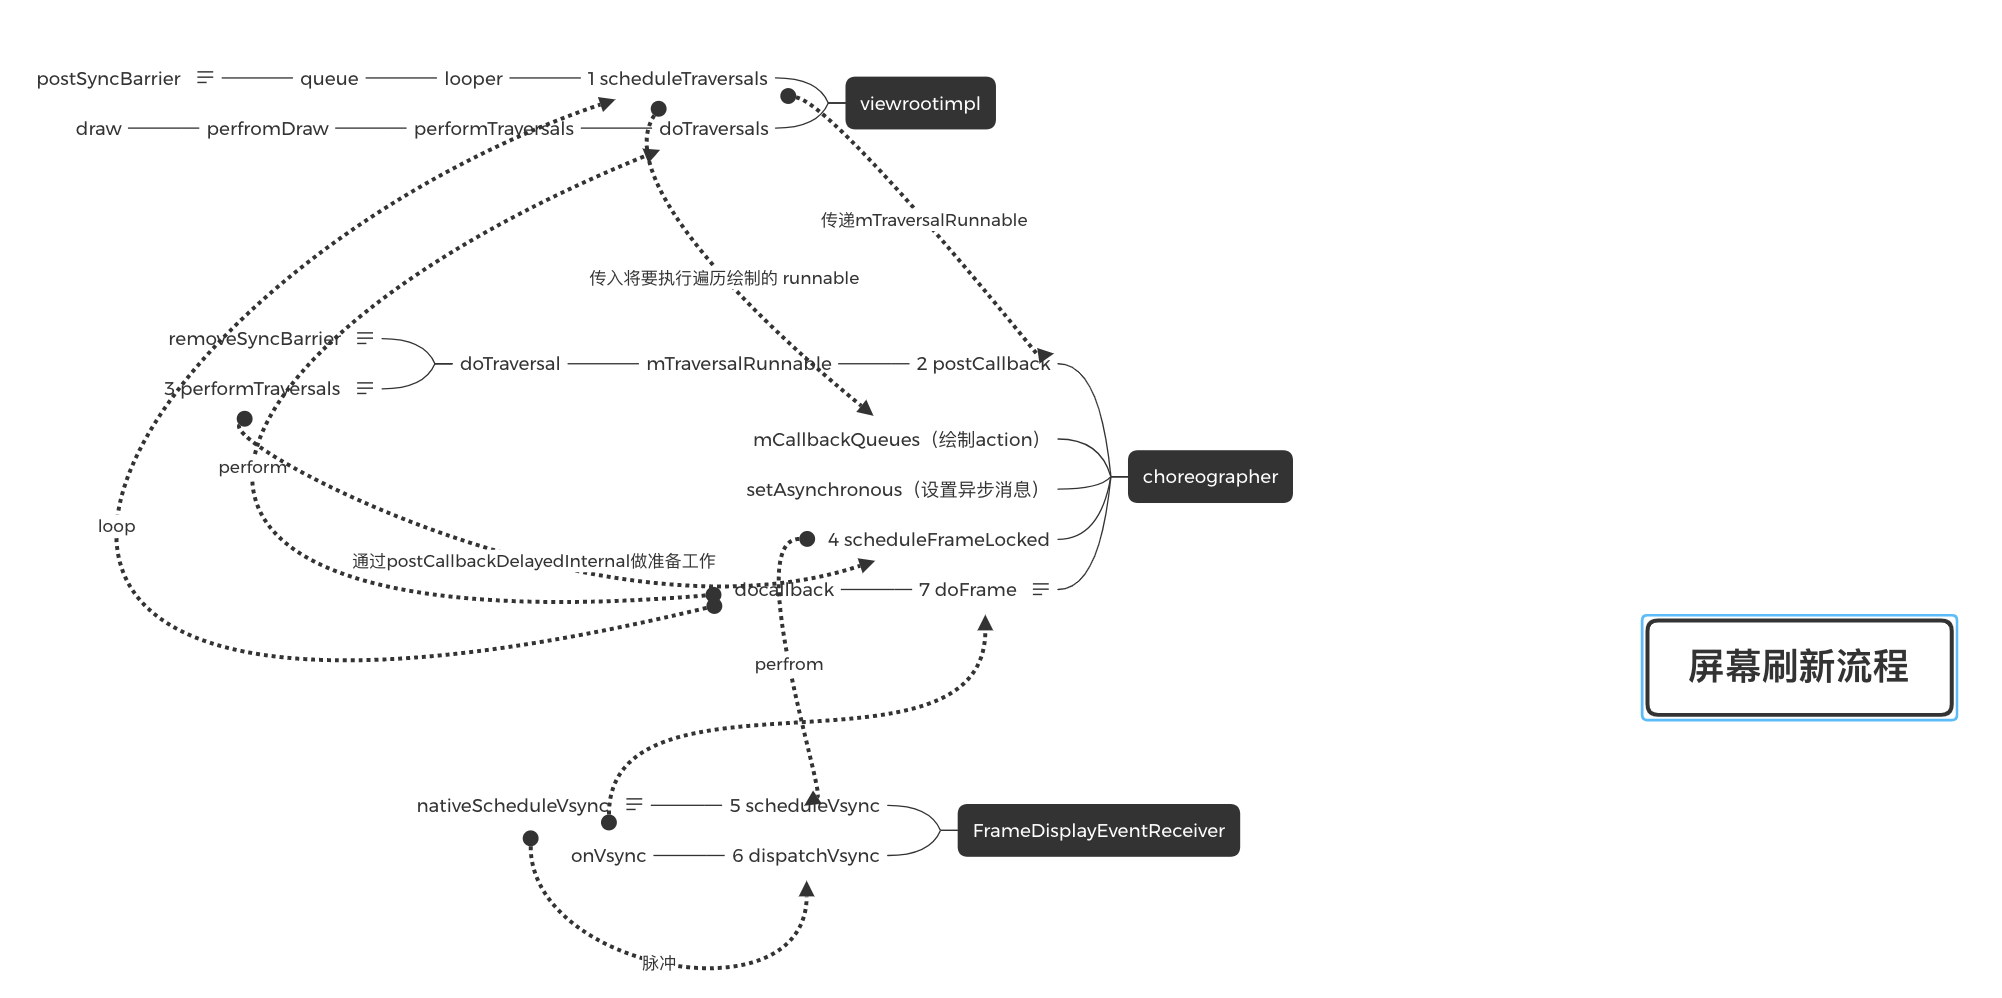 postSyncBarrier queue looper 1 scheduleTraversals
viewrootimpl
draw perfromDraw performTraversals doTraversals
传递mTraversalRunnable
传入将要执行遍历绘制的 runnable
removeSyncBarrier
doTraversal mTraversalRunnable 2 postCallback
3 performTraversals
mCallbackQueues（绘制action）
perform
choreographer
setAsynchronous（设置异步消息）
loop
4 scheduleFrameLocked
通过postCallbackDelayedInternal做准备工作
docallback 7 doFrame
perfrom
屏幕刷新流程
nativeScheduleVsync 5 scheduleVsync
FrameDisplayEventReceiver
onVsync 6 dispatchVsync
脉冲